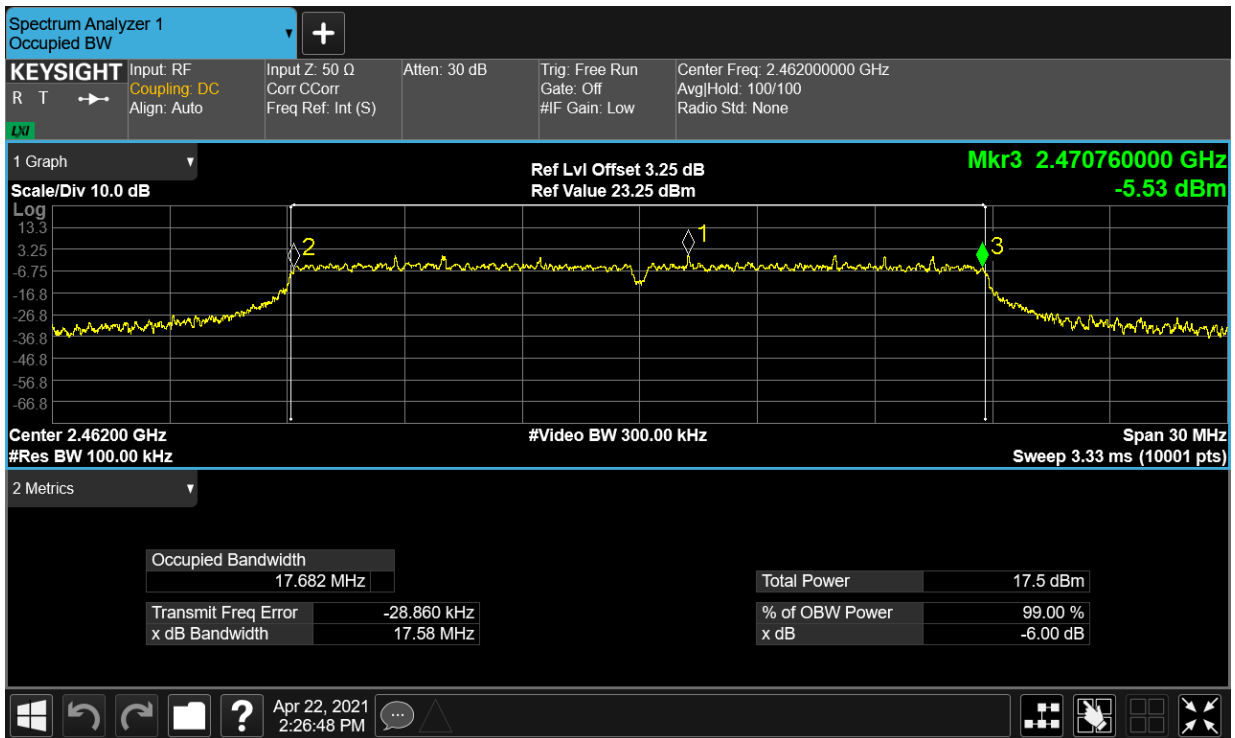 Spectrum Analyzer 1
Occupied BW
▼
+
KEYSIGHT
R T
LXI
Input: RF
Coupling: DC
Align: Auto
Input Z: 50 Ω
Corr CCorr
Freq Ref: Int (S)
Atten: 30 dB
Trig: Free Run
Gate: Off
#IF Gain: Low
Center Freq: 2.462000000 GHz
Avg|Hold: 100/100
Radio Std: None
1 Graph ▼
Ref Lvl Offset 3.25 dB
Mkr3 2.470760000 GHz
Scale/Div 10.0 dB
Ref Value 23.25 dBm
-5.53 dBm
Log
13.3
3.25
-6.75
-16.8
-26.8
-36.8
-46.8
-56.8
-66.8
2
1
3
Center 2.46200 GHz
#Video BW 300.00 kHz
Span 30 MHz
#Res BW 100.00 kHz
Sweep 3.33 ms (10001 pts)
2 Metrics ▼
Occupied Bandwidth
17.682 MHz
Total Power 17.5 dBm
Transmit Freq Error -28.860 kHz
% of OBW Power 99.00 %
x dB Bandwidth 17.58 MHz
x dB -6.00 dB
?
Apr 22, 2021
2:26:48 PM